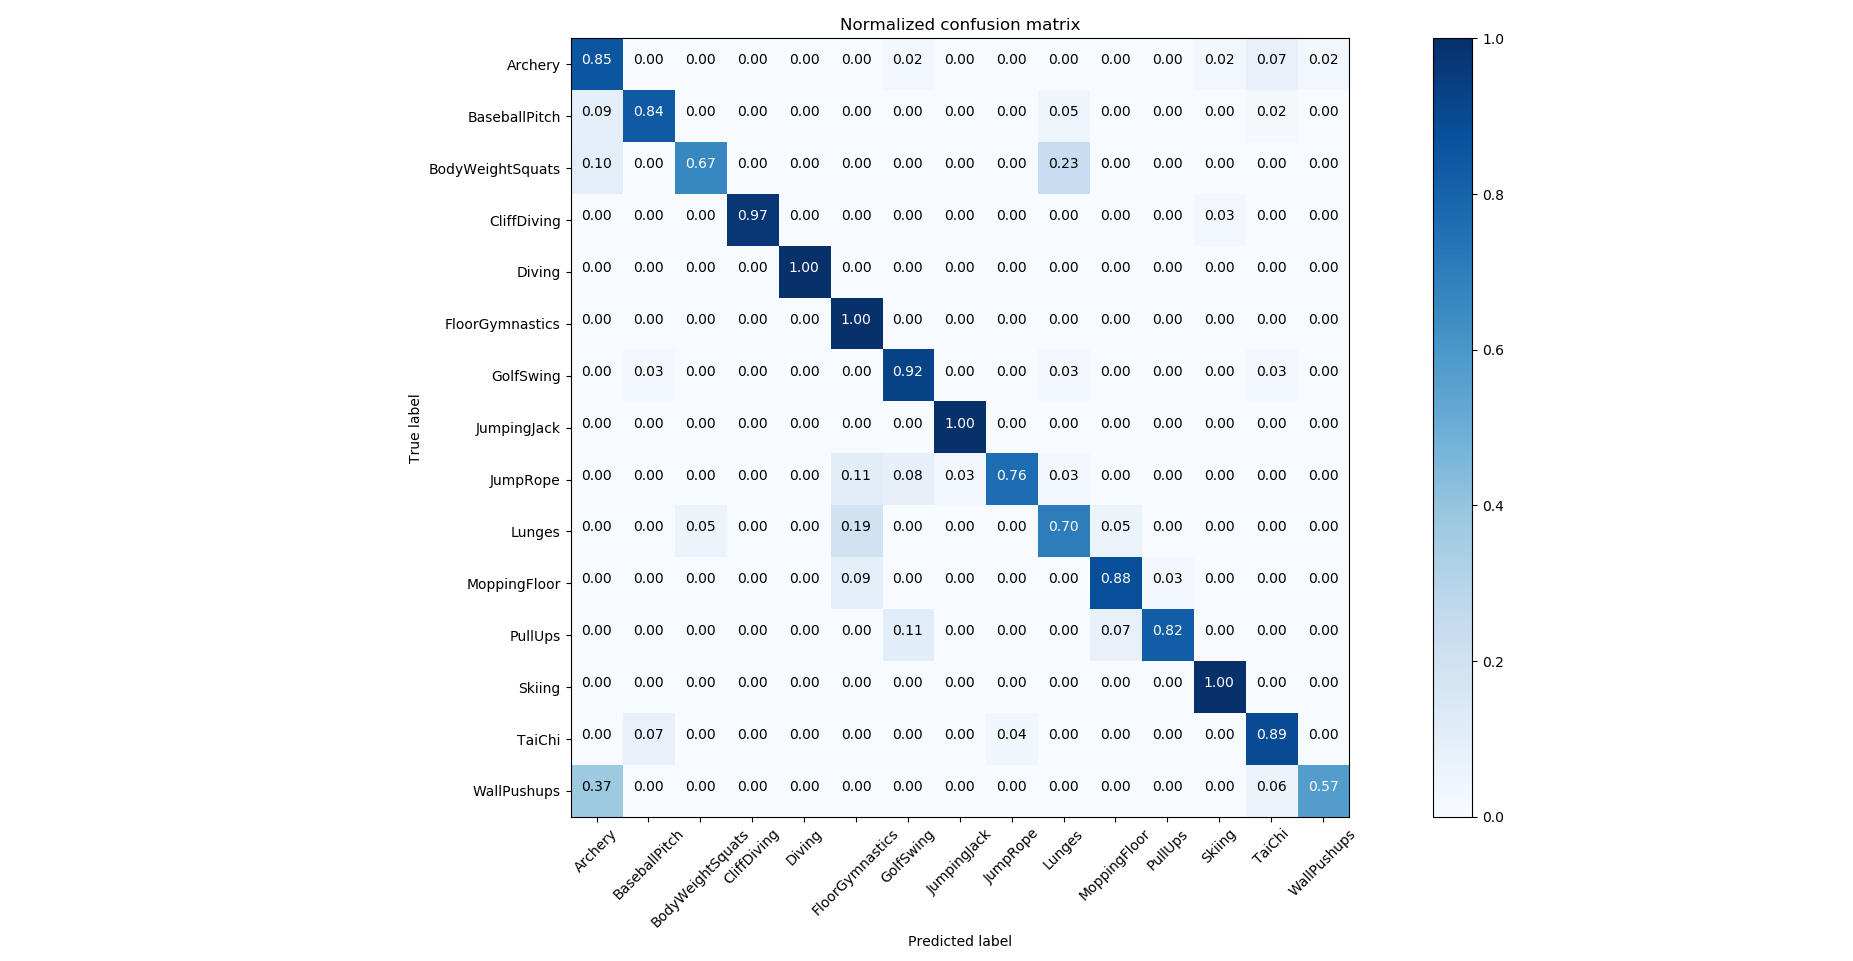 Normalized confusion matrix
Archery 0.85 0.00 0.00 0.00 0.00 0.00 0.02 0.00 0.00 0.00 0.00 0.00 0.02 0.07 0.02
BaseballPitch 0.09 0.84 0.00 0.00 0.00 0.00 0.00 0.00 0.00 0.05 0.00 0.00 0.00 0.02 0.00
BodyWeightSquats 0.10 0.00 0.67 0.00 0.00 0.00 0.00 0.00 0.00 0.23 0.00 0.00 0.00 0.00 0.00
CliffDiving 0.00 0.00 0.00 0.97 0.00 0.00 0.00 0.00 0.00 0.00 0.00 0.00 0.03 0.00 0.00
Diving 0.00 0.00 0.00 0.00 1.00 0.00 0.00 0.00 0.00 0.00 0.00 0.00 0.00 0.00 0.00
FloorGymnastics 0.00 0.00 0.00 0.00 0.00 1.00 0.00 0.00 0.00 0.00 0.00 0.00 0.00 0.00 0.00
GolfSwing 0.00 0.03 0.00 0.00 0.00 0.00 0.92 0.00 0.00 0.03 0.00 0.00 0.00 0.03 0.00
JumpingJack 0.00 0.00 0.00 0.00 0.00 0.00 0.00 1.00 0.00 0.00 0.00 0.00 0.00 0.00 0.00
JumpRope 0.00 0.00 0.00 0.00 0.00 0.11 0.08 0.03 0.76 0.03 0.00 0.00 0.00 0.00 0.00
Lunges 0.00 0.00 0.05 0.00 0.00 0.19 0.00 0.00 0.00 0.70 0.05 0.00 0.00 0.00 0.00
MoppingFloor 0.00 0.00 0.00 0.00 0.00 0.09 0.00 0.00 0.00 0.00 0.88 0.03 0.00 0.00 0.00
PullUps 0.00 0.00 0.00 0.00 0.00 0.00 0.11 0.00 0.00 0.00 0.07 0.82 0.00 0.00 0.00
Skiing 0.00 0.00 0.00 0.00 0.00 0.00 0.00 0.00 0.00 0.00 0.00 0.00 1.00 0.00 0.00
TaiChi 0.00 0.07 0.00 0.00 0.00 0.00 0.00 0.00 0.04 0.00 0.00 0.00 0.00 0.89 0.00
WallPushups 0.37 0.00 0.00 0.00 0.00 0.00 0.00 0.00 0.00 0.00 0.00 0.00 0.00 0.06 0.57
True label
Archery
BaseballPitch
BodyWeightSquats
CliffDiving
Diving
FloorGymnastics
GolfSwing
JumpingJack
JumpRope
Lunges
MoppingFloor
PullUps
Skiing
TaiChi
WallPushups
Predicted label
1.0
0.8
0.6
0.4
0.2
0.0